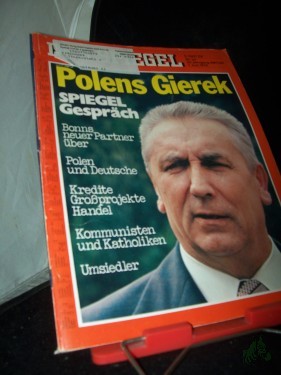 SPIEGEL
Polens Gierek
SPIEGEL
Gespräch
Bonns
neuer Partner
über
Polen
und Deutsche
Kredite
Großprojekte
Handel
Kommunisten
und Katholiken
Umsiedler